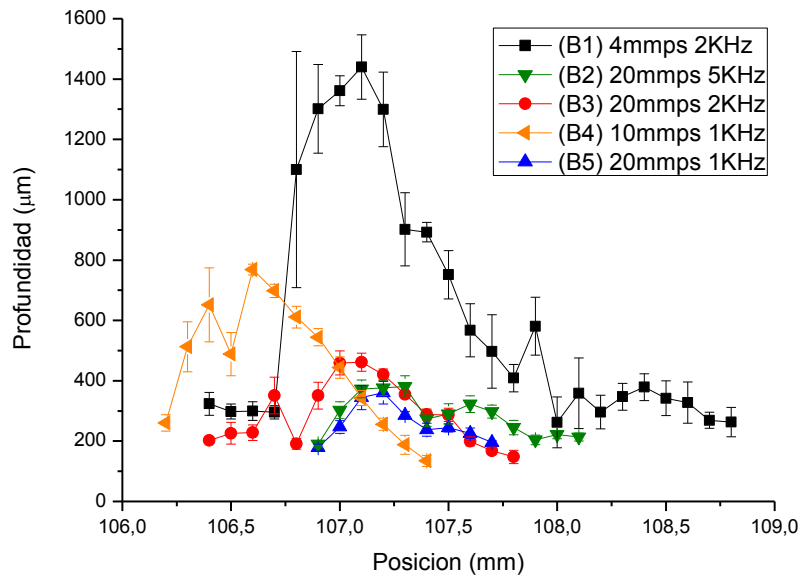 1600
1400
1200
1000
800
600
400
200
0
Profundidad (μm)
(B1) 4mmps 2KHz
(B2) 20mmps 5KHz
(B3) 20mmps 2KHz
(B4) 10mmps 1KHz
(B5) 20mmps 1KHz
106,0 106,5 107,0 107,5 108,0 108,5 109,0
Posicion (mm)